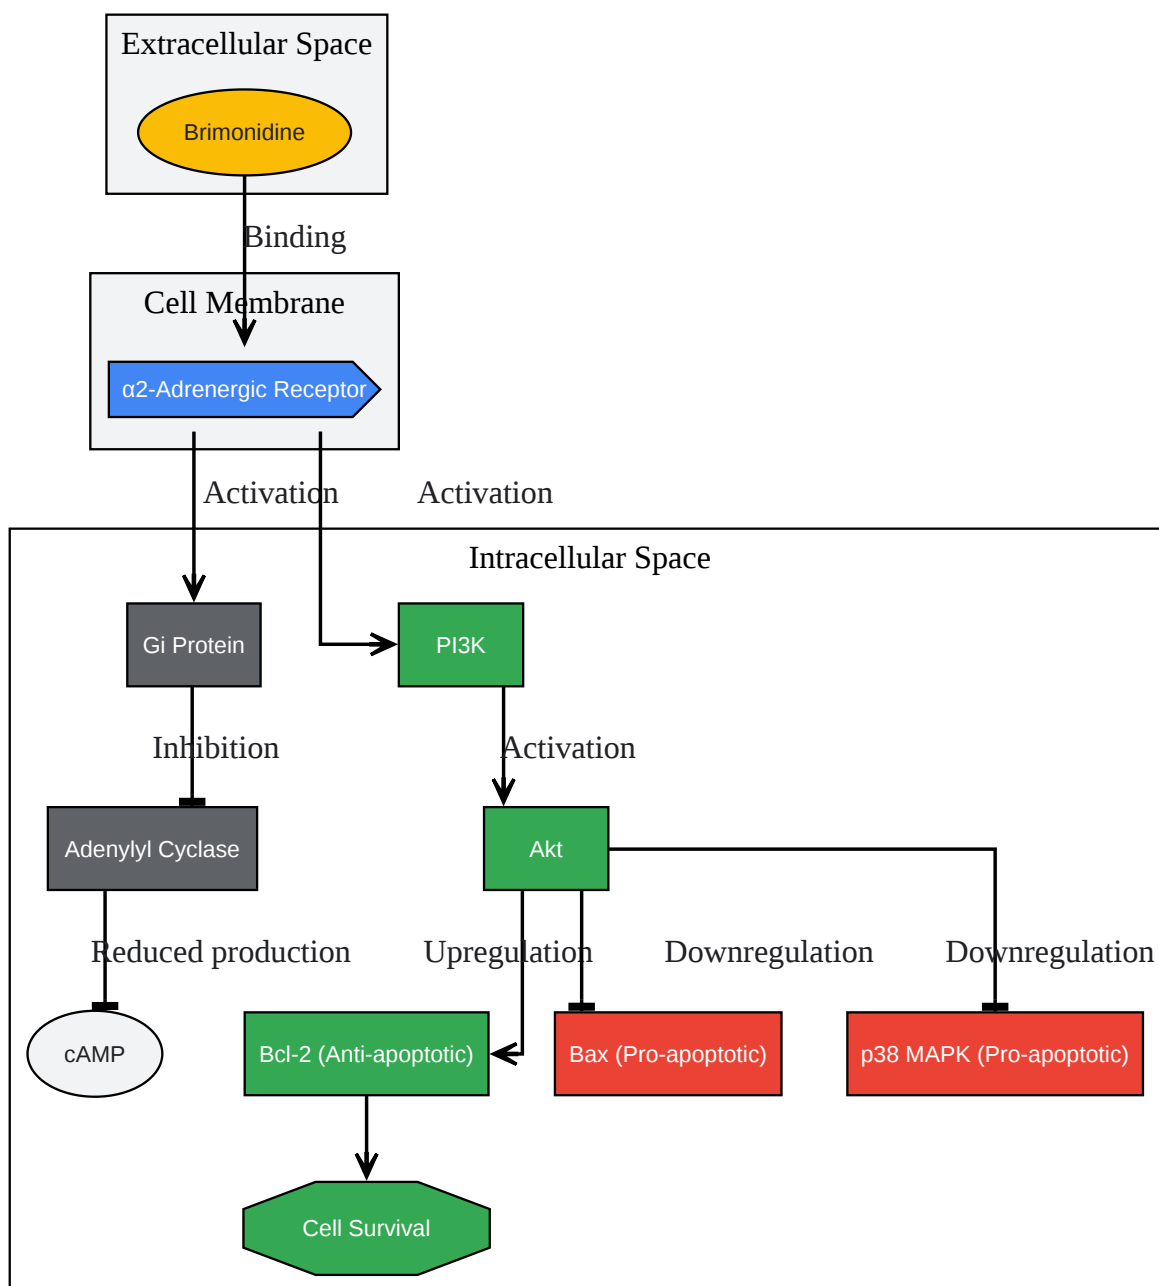 Extracellular Space
Brimonidine
Binding
Cell Membrane
α2-Adrenergic Receptor
Activation
Activation
Intracellular Space
Gi Protein
PI3K
Inhibition
Activation
Adenylyl Cyclase
Akt
Reduced production
Upregulation
Downregulation
Downregulation
cAMP
Bcl-2 (Anti-apoptotic)
Bax (Pro-apoptotic)
p38 MAPK (Pro-apoptotic)
Cell Survival